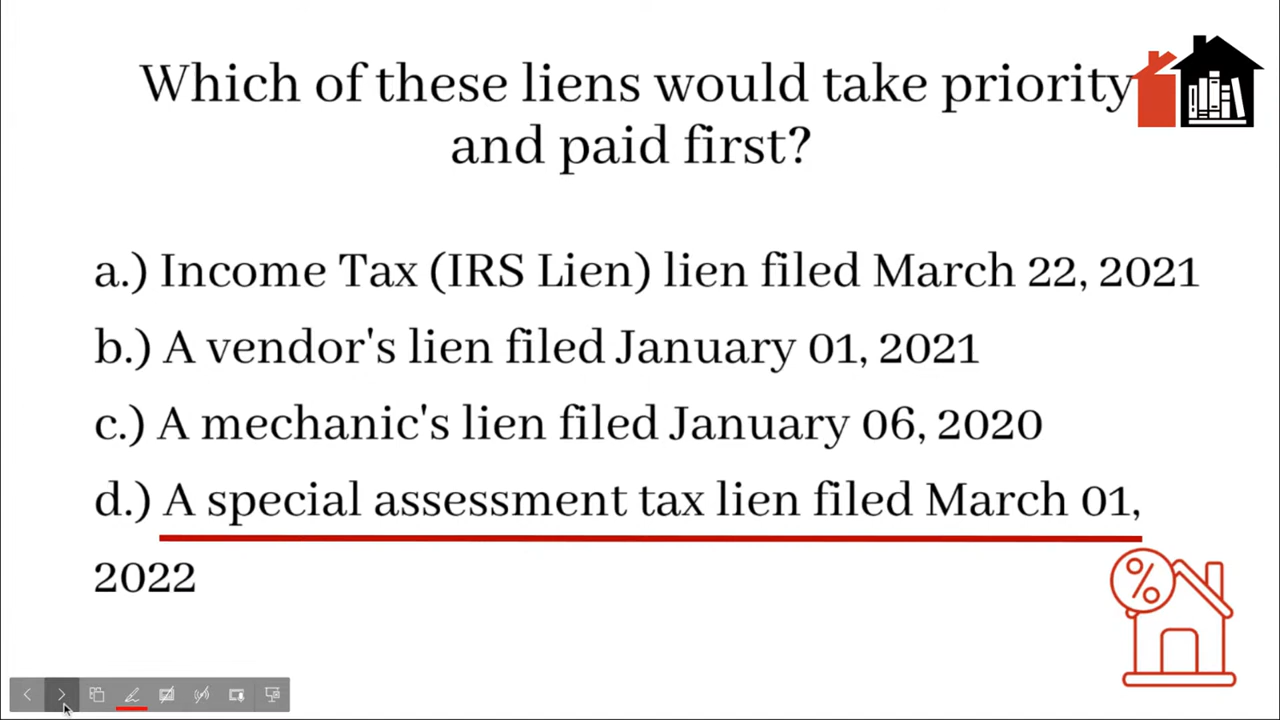 Which of these liens would take priority
and paid first?
a.) Income Tax (IRS Lien) lien filed March 22, 2021
b.) A vendor's lien filed January 01, 2021
c.) A mechanic's lien filed January 06, 2020
d.) A special assessment tax lien filed March 01,
2022
%